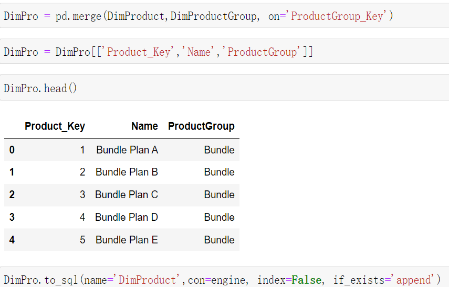 DimPro = pd.merge(DimProduct,DimProductGroup, on='ProductGroup_Key')
DimPro = DimPro[['Product_Key','Name','ProductGroup']]
DimPro.head()
Product_Key Name ProductGroup
0 1 Bundle Plan A Bundle
1 2 Bundle Plan B Bundle
2 3 Bundle Plan C Bundle
3 4 Bundle Plan D Bundle
4 5 Bundle Plan E Bundle
DimPro.to_sql(name='DimProduct',con=engine, index=False, if_exists='append')